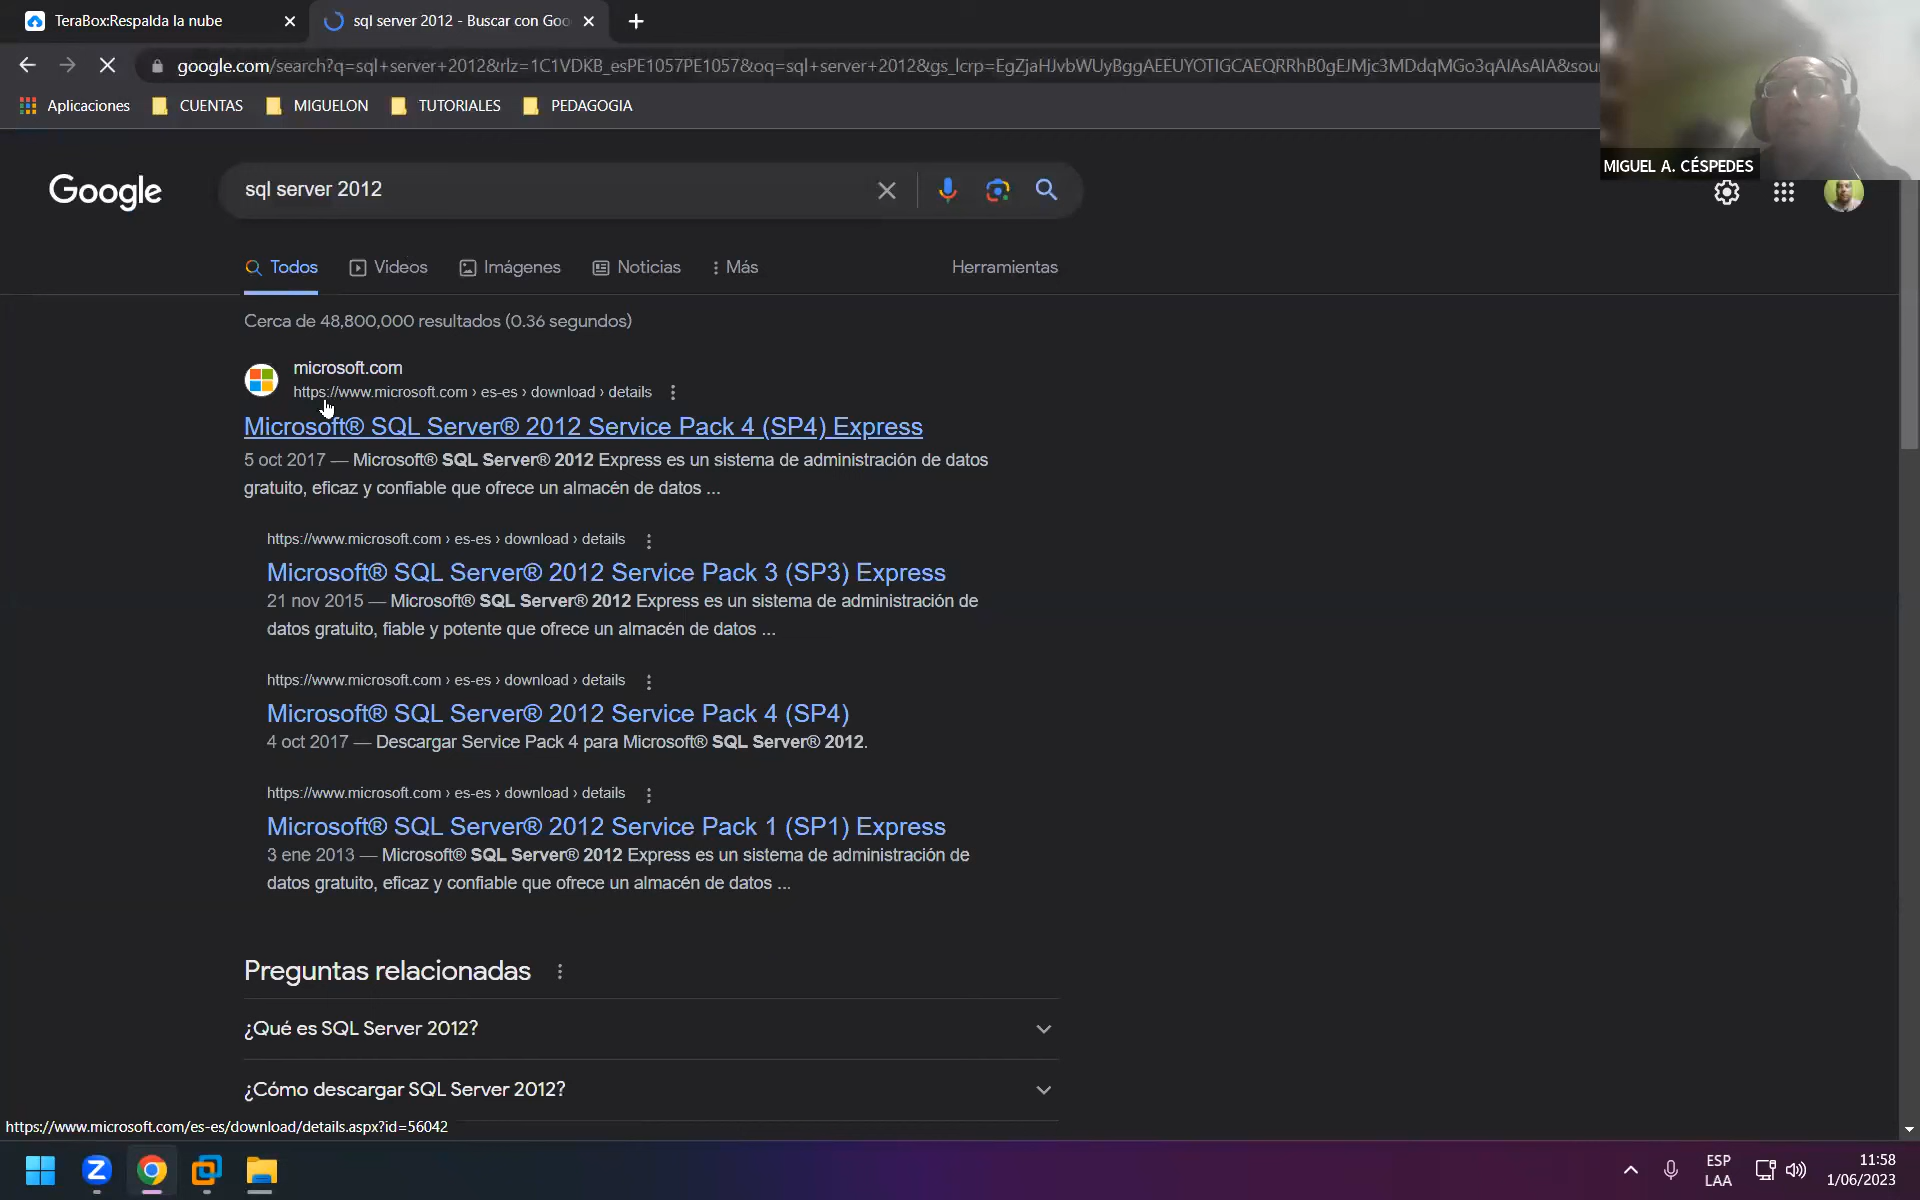 TeraBox:Respalda la nube
sql server 2012 - Buscar con Goo
google.com/search?q=sql+server+2012&rlz=1C1VDKB_esPE1057PE1057&oq=sql+server+2012&gs_lcrp=EgZjaHJvbWUyBggAEEUYOTIGCAEQRRhB0gEJMjc3MDdqMGo3qAIAsAIA&sou
Aplicaciones
CUENTAS
MIGUELON
TUTORIALES
PEDAGOGIA
MIGUEL A. CÉSPEDES
Google
sql server 2012
Todos
Videos
Imágenes
Noticias
Más
Herramientas
Cerca de 48,800,000 resultados (0.36 segundos)
microsoft.com
https://www.microsoft.com › es-es › download › details
Microsoft® SQL Server® 2012 Service Pack 4 (SP4) Express
5 oct 2017 — Microsoft® SQL Server® 2012 Express es un sistema de administración de datos
gratuito, eficaz y confiable que ofrece un almacén de datos ...
https://www.microsoft.com › es-es › download › details
Microsoft® SQL Server® 2012 Service Pack 3 (SP3) Express
21 nov 2015 — Microsoft® SQL Server® 2012 Express es un sistema de administración de
datos gratuito, fiable y potente que ofrece un almacén de datos ...
https://www.microsoft.com › es-es › download › details
Microsoft® SQL Server® 2012 Service Pack 4 (SP4)
4 oct 2017 — Descargar Service Pack 4 para Microsoft® SQL Server® 2012.
https://www.microsoft.com › es-es › download › details
Microsoft® SQL Server® 2012 Service Pack 1 (SP1) Express
3 ene 2013 — Microsoft® SQL Server® 2012 Express es un sistema de administración de
datos gratuito, eficaz y confiable que ofrece un almacén de datos ...
Preguntas relacionadas
¿Qué es SQL Server 2012?
¿Cómo descargar SQL Server 2012?
https://www.microsoft.com/es-es/download/details.aspx?id=56042
ESP
LAA
11:58
1/06/2023